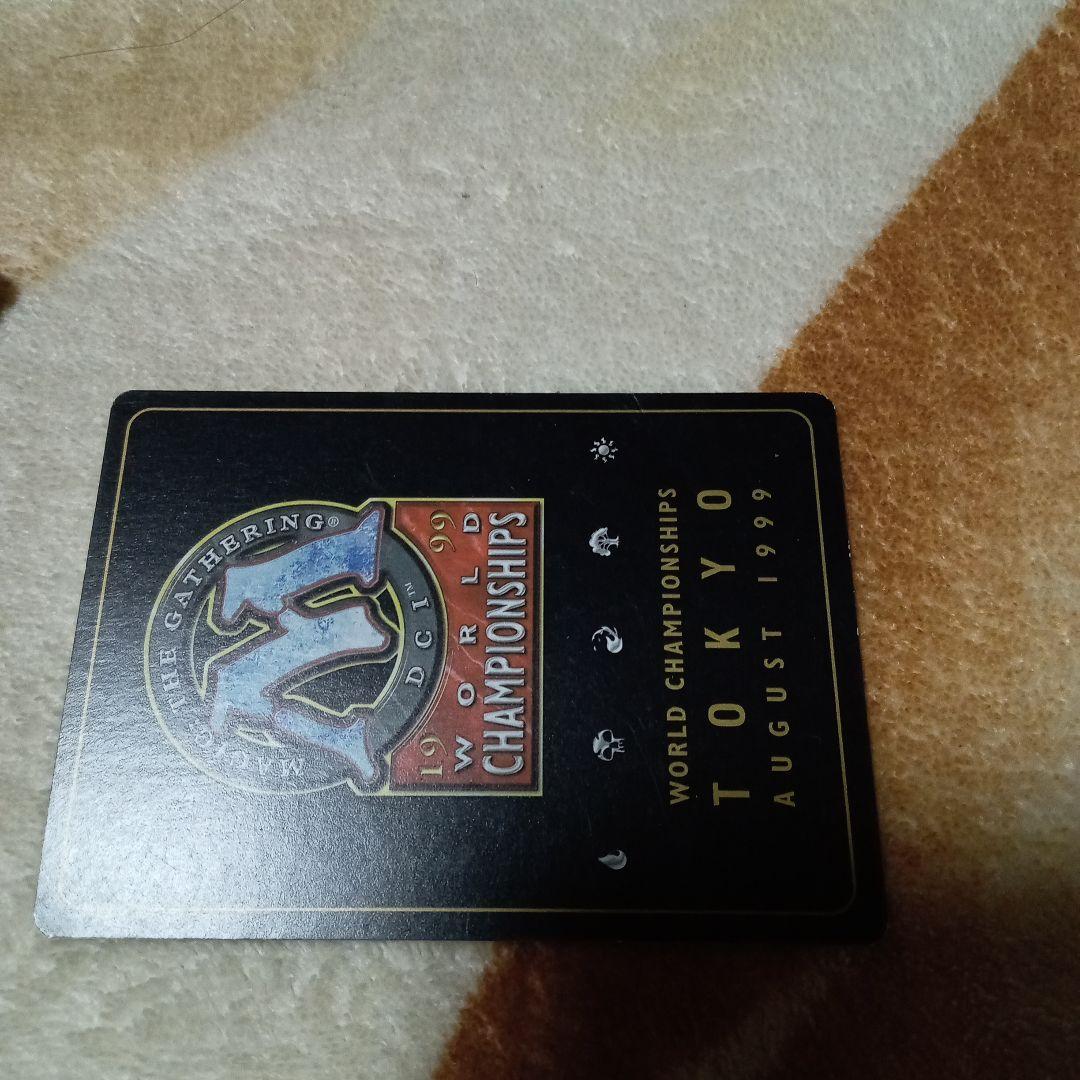 MAGIC: THE GATHERING®
DCI™
19 99
WORLD
CHAMPIONSHIPS
WORLD CHAMPIONSHIPS
TOKYO
AUGUST 1999